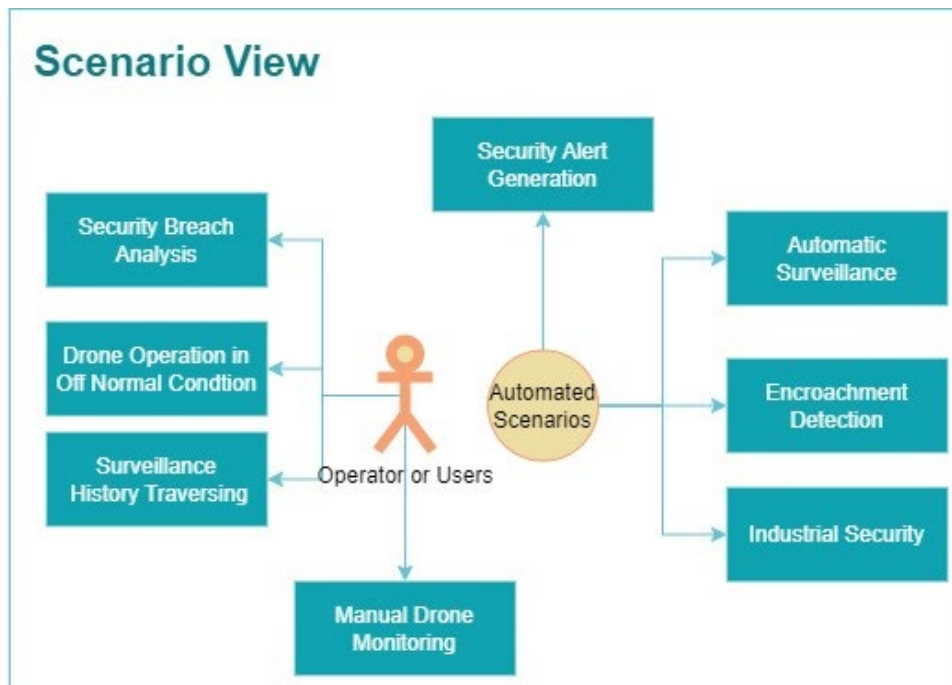 Scenario View
Security Alert
Generation
Security Breach
Analysis
Automatic
Surveillance
Drone Operation in
Off Normal Condtion
Automated
Scenarios
Encroachment
Detection
Surveillance
History Traversing
Operator or Users
Industrial Security
Manual Drone
Monitoring